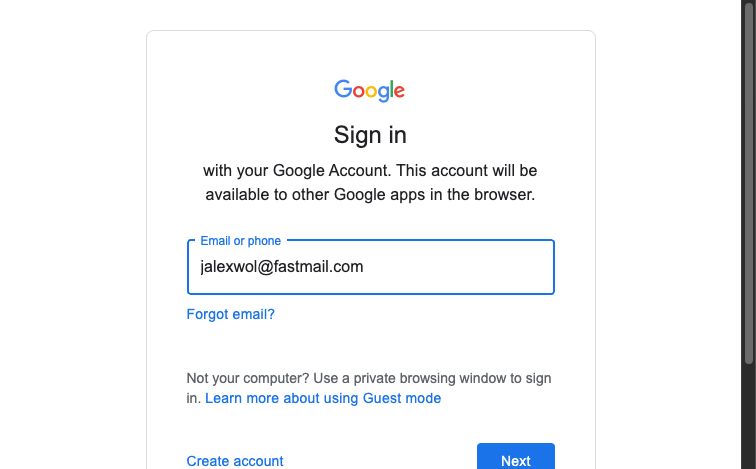 Google
Sign in
with your Google Account. This account will be
available to other Google apps in the browser.
Email or phone
jalexwol@fastmail.com
Forgot email?
Not your computer? Use a private browsing window to sign
in. Learn more about using Guest mode
Create account
Next